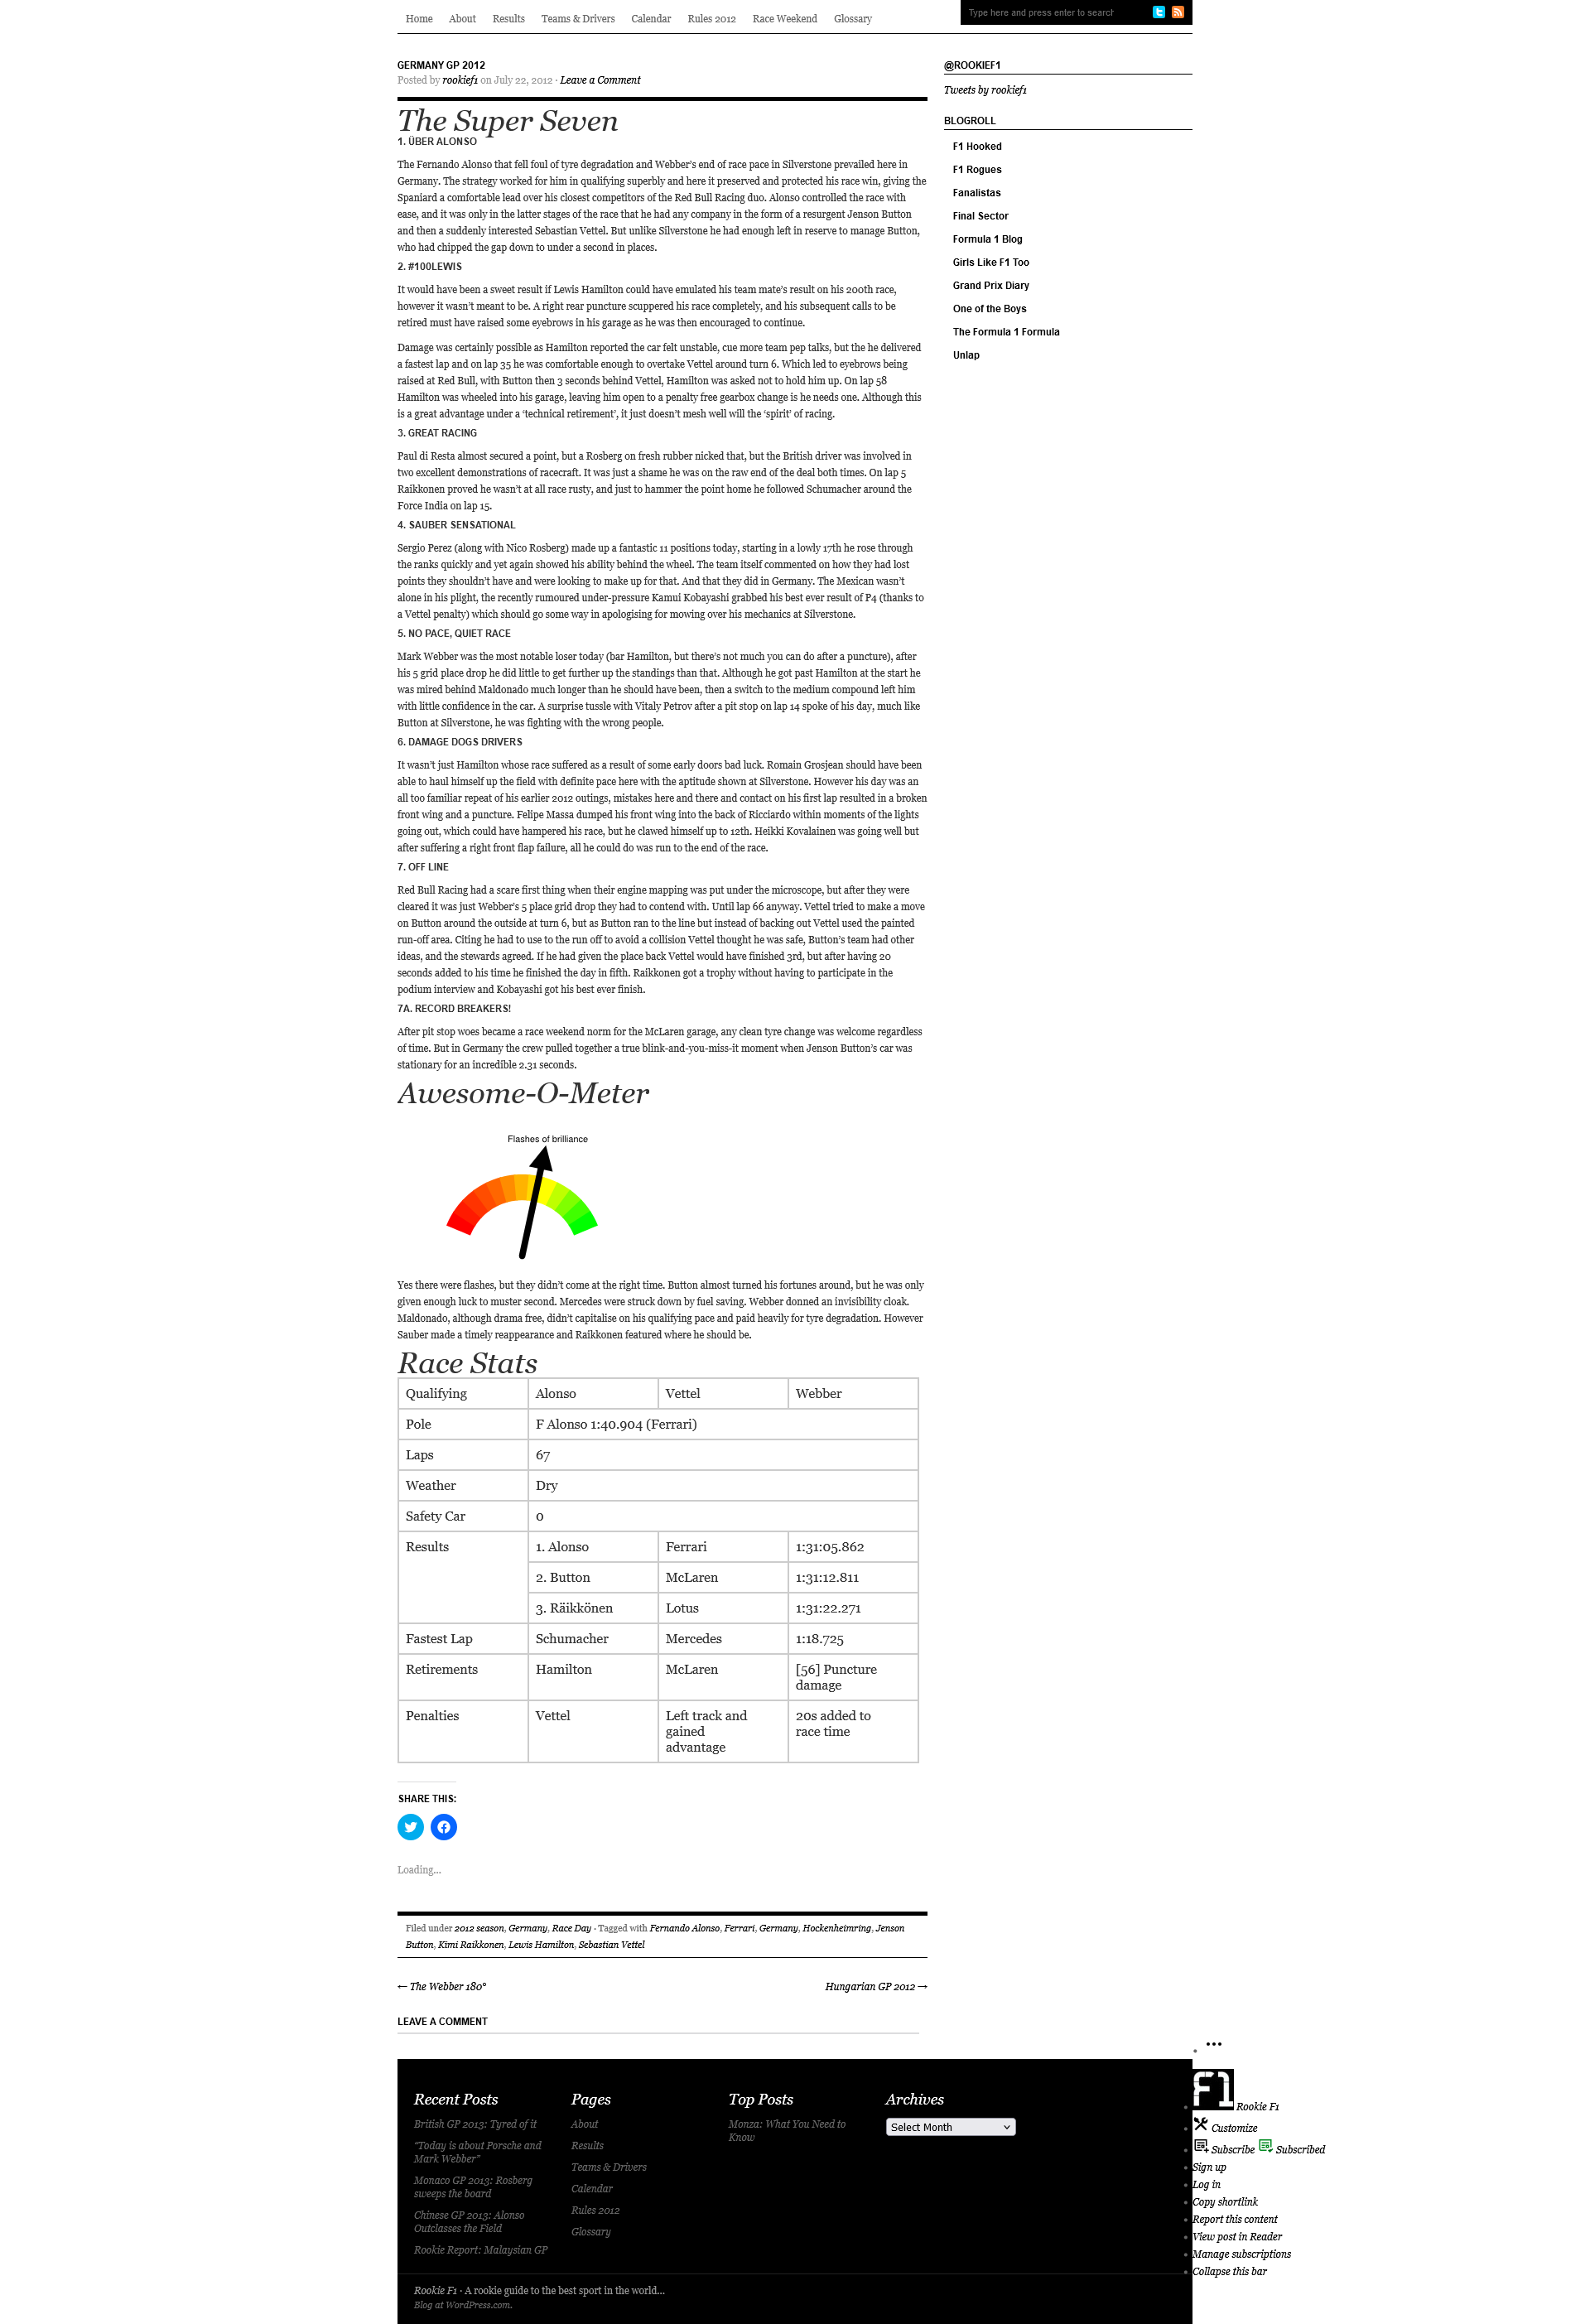 Home About Results Teams & Drivers Calendar Rules 2012 Race Weekend Glossary
Type here and press enter to search
GERMANY GP 2012
Posted by rookief1 on July 22, 2012 · Leave a Comment
The Super Seven
1. ÜBER ALONSO
The Fernando Alonso that fell foul of tyre degradation and Webber's end of race pace in Silverstone prevailed here in
Germany. The strategy worked for him in qualifying superbly and here it preserved and protected his race win, giving the
Spaniard a comfortable lead over his closest competitors of the Red Bull Racing duo. Alonso controlled the race with
ease, and it was only in the latter stages of the race that he had any company in the form of a resurgent Jenson Button
and then a suddenly interested Sebastian Vettel. But unlike Silverstone he had enough left in reserve to manage Button,
who had chipped the gap down to under a second in places.
2. #100LEWIS
It would have been a sweet result if Lewis Hamilton could have emulated his team mate's result on his 200th race,
however it wasn't meant to be. A right rear puncture scuppered his race completely, and his subsequent calls to be
retired must have raised some eyebrows in his garage as he was then encouraged to continue.
Damage was certainly possible as Hamilton reported the car felt unstable, cue more team pep talks, but the he delivered
a fastest lap and on lap 35 he was comfortable enough to overtake Vettel around turn 6. Which led to eyebrows being
raised at Red Bull, with Button then 3 seconds behind Vettel, Hamilton was asked not to hold him up. On lap 58
Hamilton was wheeled into his garage, leaving him open to a penalty free gearbox change is he needs one. Although this
is a great advantage under a 'technical retirement', it just doesn't mesh well will the 'spirit' of racing.
3. GREAT RACING
Paul di Resta almost secured a point, but a Rosberg on fresh rubber nicked that, but the British driver was involved in
two excellent demonstrations of racecraft. It was just a shame he was on the raw end of the deal both times. On lap 5
Raikkonen proved he wasn't at all race rusty, and just to hammer the point home he followed Schumacher around the
Force India on lap 15.
4. SAUBER SENSATIONAL
Sergio Perez (along with Nico Rosberg) made up a fantastic 11 positions today, starting in a lowly 17th he rose through
the ranks quickly and yet again showed his ability behind the wheel. The team itself commented on how they had lost
points they shouldn't have and were looking to make up for that. And that they did in Germany. The Mexican wasn't
alone in his plight, the recently rumoured under-pressure Kamui Kobayashi grabbed his best ever result of P4 (thanks to
a Vettel penalty) which should go some way in apologising for mowing over his mechanics at Silverstone.
5. NO PACE, QUIET RACE
Mark Webber was the most notable loser today (bar Hamilton, but there's not much you can do after a puncture), after
his 5 grid place drop he did little to get further up the standings than that. Although he got past Hamilton at the start he
was mired behind Maldonado much longer than he should have been, then a switch to the medium compound left him
with little confidence in the car. A surprise tussle with Vitaly Petrov after a pit stop on lap 14 spoke of his day, much like
Button at Silverstone, he was fighting with the wrong people.
6. DAMAGE DOGS DRIVERS
It wasn't just Hamilton whose race suffered as a result of some early doors bad luck. Romain Grosjean should have been
able to haul himself up the field with definite pace here with the aptitude shown at Silverstone. However his day was an
all too familiar repeat of his earlier 2012 outings, mistakes here and there and contact on his first lap resulted in a broken
front wing and a puncture. Felipe Massa dumped his front wing into the back of Ricciardo within moments of the lights
going out, which could have hampered his race, but he clawed himself up to 12th. Heikki Kovalainen was going well but
after suffering a right front flap failure, all he could do was run to the end of the race.
7. OFF LINE
Red Bull Racing had a scare first thing when their engine mapping was put under the microscope, but after they were
cleared it was just Webber's 5 place grid drop they had to contend with. Until lap 66 anyway. Vettel tried to make a move
on Button around the outside at turn 6, but as Button ran to the line but instead of backing out Vettel used the painted
run-off area. Citing he had to use to the run off to avoid a collision Vettel thought he was safe, Button's team had other
ideas, and the stewards agreed. If he had given the place back Vettel would have finished 3rd, but after having 20
seconds added to his time he finished the day in fifth. Raikkonen got a trophy without having to participate in the
podium interview and Kobayashi got his best ever finish.
7A. RECORD BREAKERS!
After pit stop woes became a race weekend norm for the McLaren garage, any clean tyre change was welcome regardless
of time. But in Germany the crew pulled together a true blink-and-you-miss-it moment when Jenson Button's car was
stationary for an incredible 2.31 seconds.
Awesome-O-Meter
Flashes of brilliance
Yes there were flashes, but they didn't come at the right time. Button almost turned his fortunes around, but he was only
given enough luck to muster second. Mercedes were struck down by fuel saving. Webber donned an invisibility cloak.
Maldonado, although drama free, didn't capitalise on his qualifying pace and paid heavily for tyre degradation. However
Sauber made a timely reappearance and Raikkonen featured where he should be.
Race Stats
Qualifying Alonso Vettel Webber
Pole F Alonso 1:40.904 (Ferrari)
Laps 67
Weather Dry
Safety Car 0
Results 1. Alonso Ferrari 1:31:05.862
2. Button McLaren 1:31:12.811
3. Räikkönen Lotus 1:31:22.271
Fastest Lap Schumacher Mercedes 1:18.725
Retirements Hamilton McLaren [56] Puncture
damage
Penalties Vettel Left track and 20s added to
gained race time
advantage
SHARE THIS:
Loading...
Filed under 2012 season, Germany, Race Day · Tagged with Fernando Alonso, Ferrari, Germany, Hockenheimring, Jenson
Button, Kimi Raikkonen, Lewis Hamilton, Sebastian Vettel
← The Webber 180° Hungarian GP 2012 →
LEAVE A COMMENT
@ROOKIEF1
Tweets by rookief1
BLOGROLL
F1 Hooked
F1 Rogues
Fanalistas
Final Sector
Formula 1 Blog
Girls Like F1 Too
Grand Prix Diary
One of the Boys
The Formula 1 Formula
Unlap
Recent Posts
British GP 2013: Tyred of it
"Today is about Porsche and
Mark Webber"
Monaco GP 2013: Rosberg
sweeps the board
Chinese GP 2013: Alonso
Outclasses the Field
Rookie Report: Malaysian GP
Pages
About
Results
Teams & Drivers
Calendar
Rules 2012
Glossary
Top Posts
Monza: What You Need to
Know
Archives
Select Month
Rookie F1 · A rookie guide to the best sport in the world...
Blog at WordPress.com.
F1 Rookie F1
Customize
Subscribe Subscribed
Sign up
Log in
Copy shortlink
Report this content
View post in Reader
Manage subscriptions
Collapse this bar